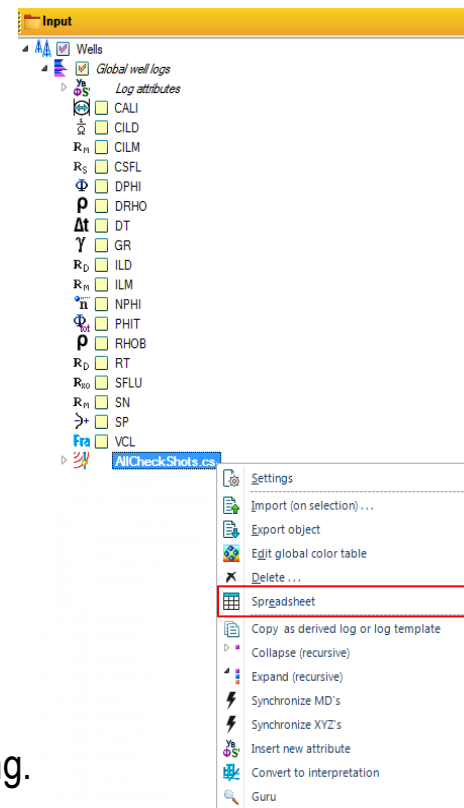 Input
Wells
Global well logs
Log attributes
CALI
CILD
CILM
CSFL
DPHI
DRHO
DT
GR
ILD
ILM
NPHI
PHIT
RHOB
RT
SFLU
SN
SP
VCL
AllCheckShots.cs
Settings
Import (on selection) ...
Export object
Edit global color table
Delete ...
Spreadsheet
Copy as derived log or log template
Collapse (recursive)
Expand (recursive)
Synchronize MD's
Synchronize XYZ's
Insert new attribute
Convert to interpretation
Guru